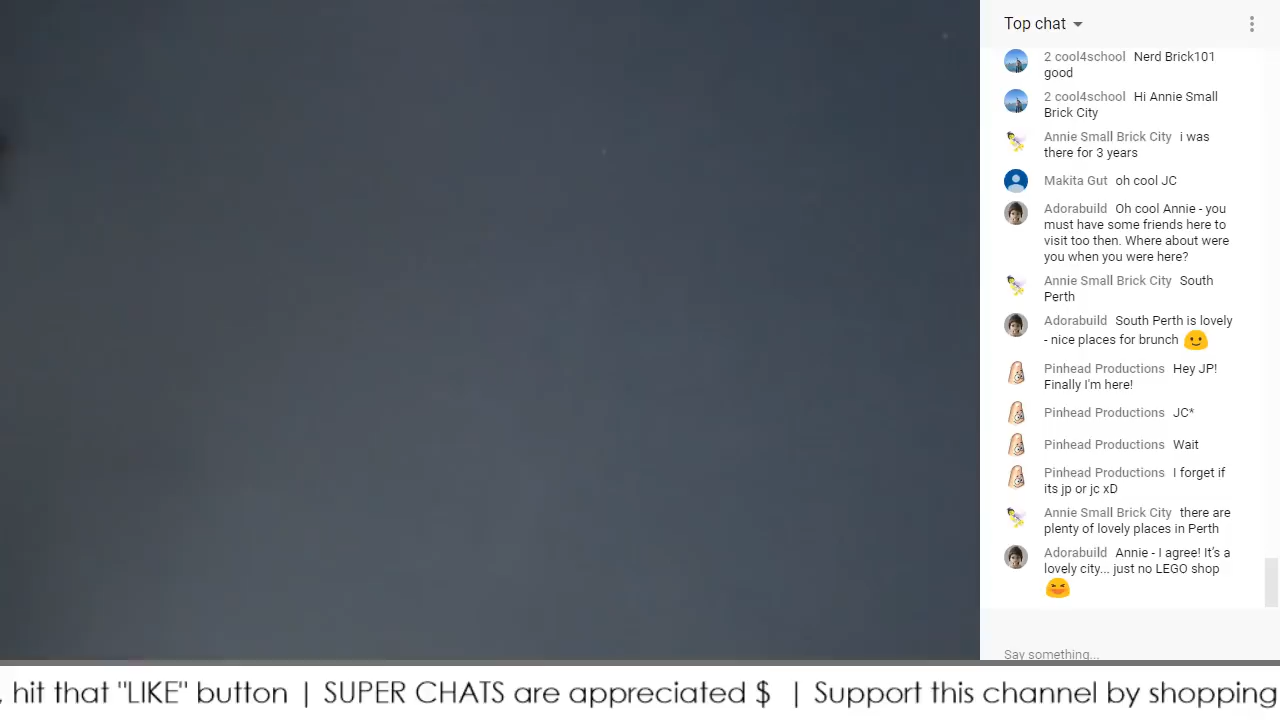 Top chat
2 cool4school Nerd Brick101
good
2 cool4school Hi Annie Small
Brick City
Annie Small Brick City i was
there for 3 years
Makita Gut oh cool JC
Adorabuild Oh cool Annie - you
must have some friends here to
visit too then. Where about were
you when you were here?
Annie Small Brick City South
Perth
Adorabuild South Perth is lovely
- nice places for brunch
Pinhead Productions Hey JP!
Finally I'm here!
Pinhead Productions JC*
Pinhead Productions Wait
Pinhead Productions I forget if
its jp or jc xD
Annie Small Brick City there are
plenty of lovely places in Perth
Adorabuild Annie - I agree! It's a
lovely city... just no LEGO shop
Say something...
, hit that "LIKE" button | SUPER CHATS are appreciated $ | Support this channel by shopping